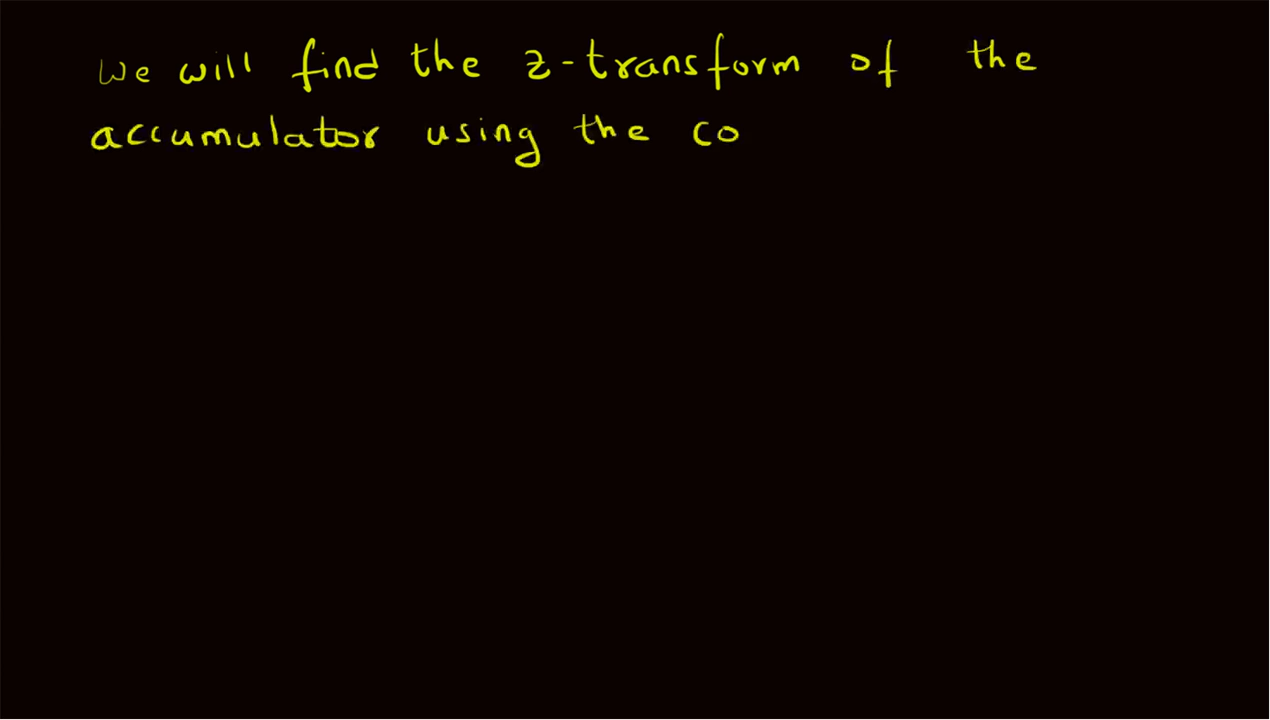 We will find the z-transform of the
accumulator using the co